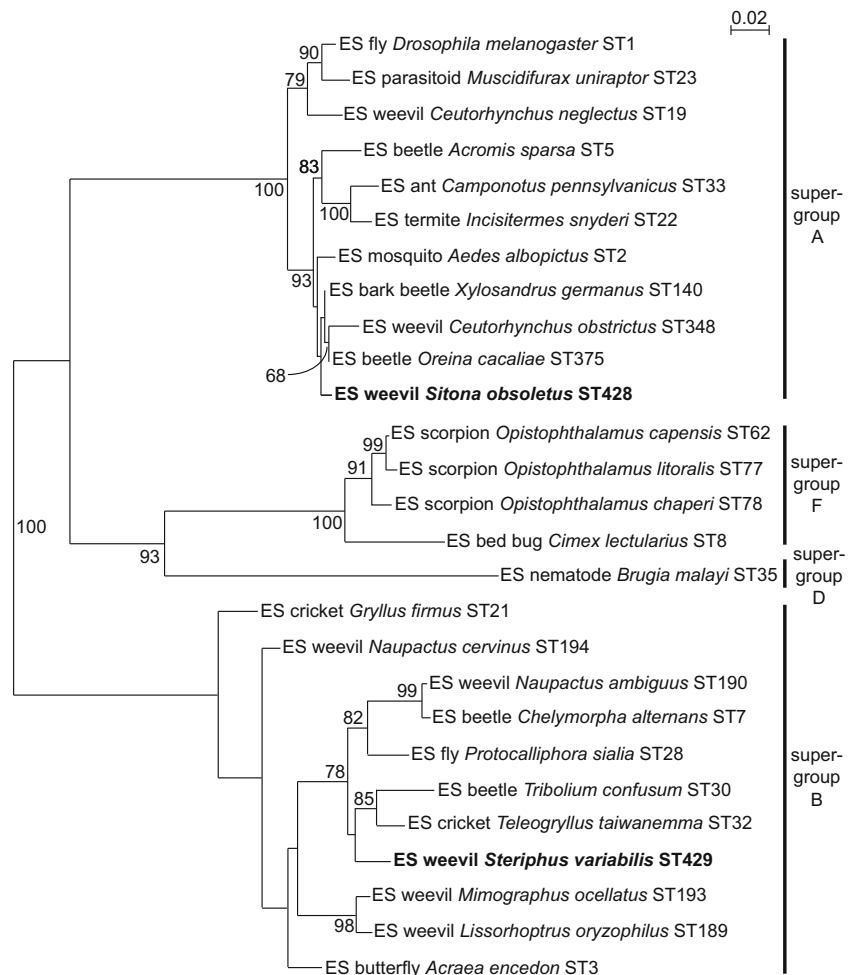 0.02
90
ES fly Drosophila melanogaster ST1
79
ES parasitoid Muscidifurax uniraptor ST23
ES weevil Ceutorhynchus neglectus ST19
83
ES beetle Acromis sparsa ST5
100
ES ant Camponotus pennsylvanicus ST33
super-
group
A
100
ES termite Incisitermes snyderi ST22
93
ES mosquito Aedes albopictus ST2
ES bark beetle Xylosandrus germanus ST140
ES weevil Ceutorhynchus obstrictus ST348
68
ES beetle Oreina cacaliae ST375
ES weevil Sitona obsoletus ST428
99
ES scorpion Opistophthalamus capensis ST62
91
ES scorpion Opistophthalamus litoralis ST77
super-
group
F
100
ES scorpion Opistophthalamus chaperi ST78
100
ES bed bug Cimex lectularius ST8
93
ES nematode Brugia malayi ST35
super-
group
D
ES cricket Gryllus firmus ST21
ES weevil Naupactus cervinus ST194
99
ES weevil Naupactus ambiguus ST190
82
ES beetle Chelymorpha alternans ST7
78
ES fly Protocalliphora sialia ST28
super-
group
B
85
ES beetle Tribolium confusum ST30
ES cricket Teleogryllus taiwanemma ST32
ES weevil Steriphus variabilis ST429
ES weevil Mimographus ocellatus ST193
98
ES weevil Lissorhoptrus oryzophilus ST189
ES butterfly Acraea encedon ST3